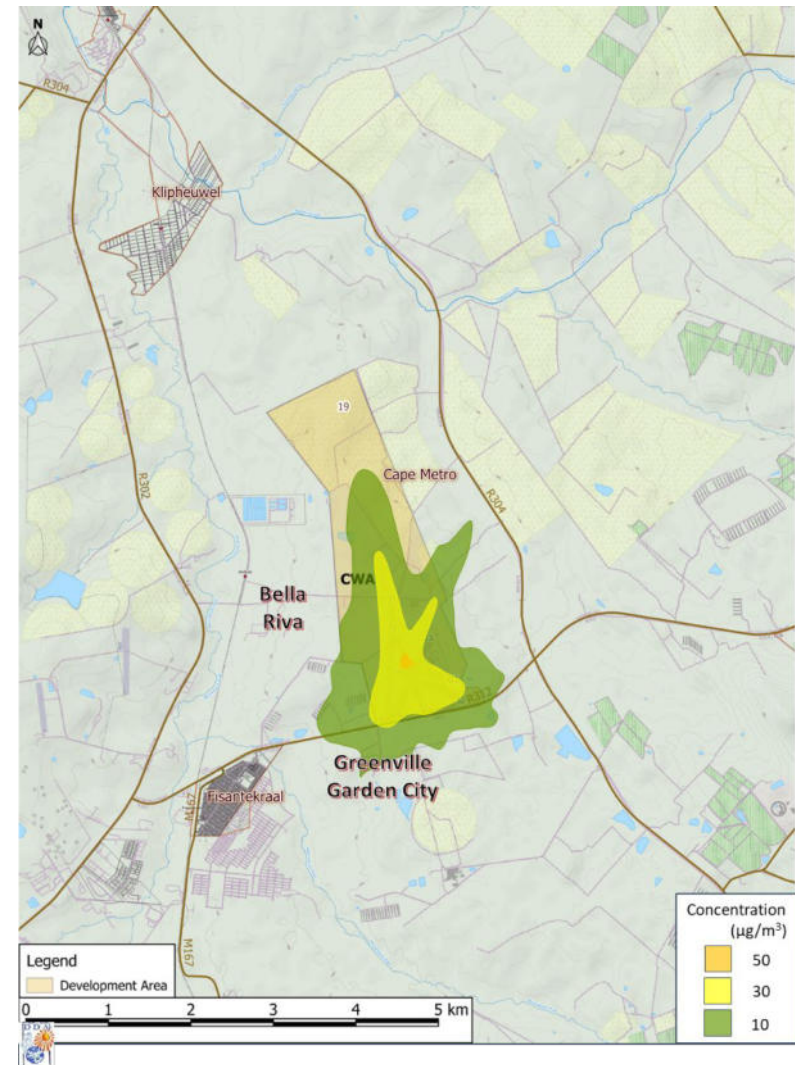 N
R304
Klipheuwel
19
Cape Metro
R302
R304
CWA
Bella
Riva
R312
Greenville
Garden City
Fisantekraal
M167
M167
Legend
Development Area
0 1 2 3 4 5 km
Concentration
(µg/m³)
50
30
10